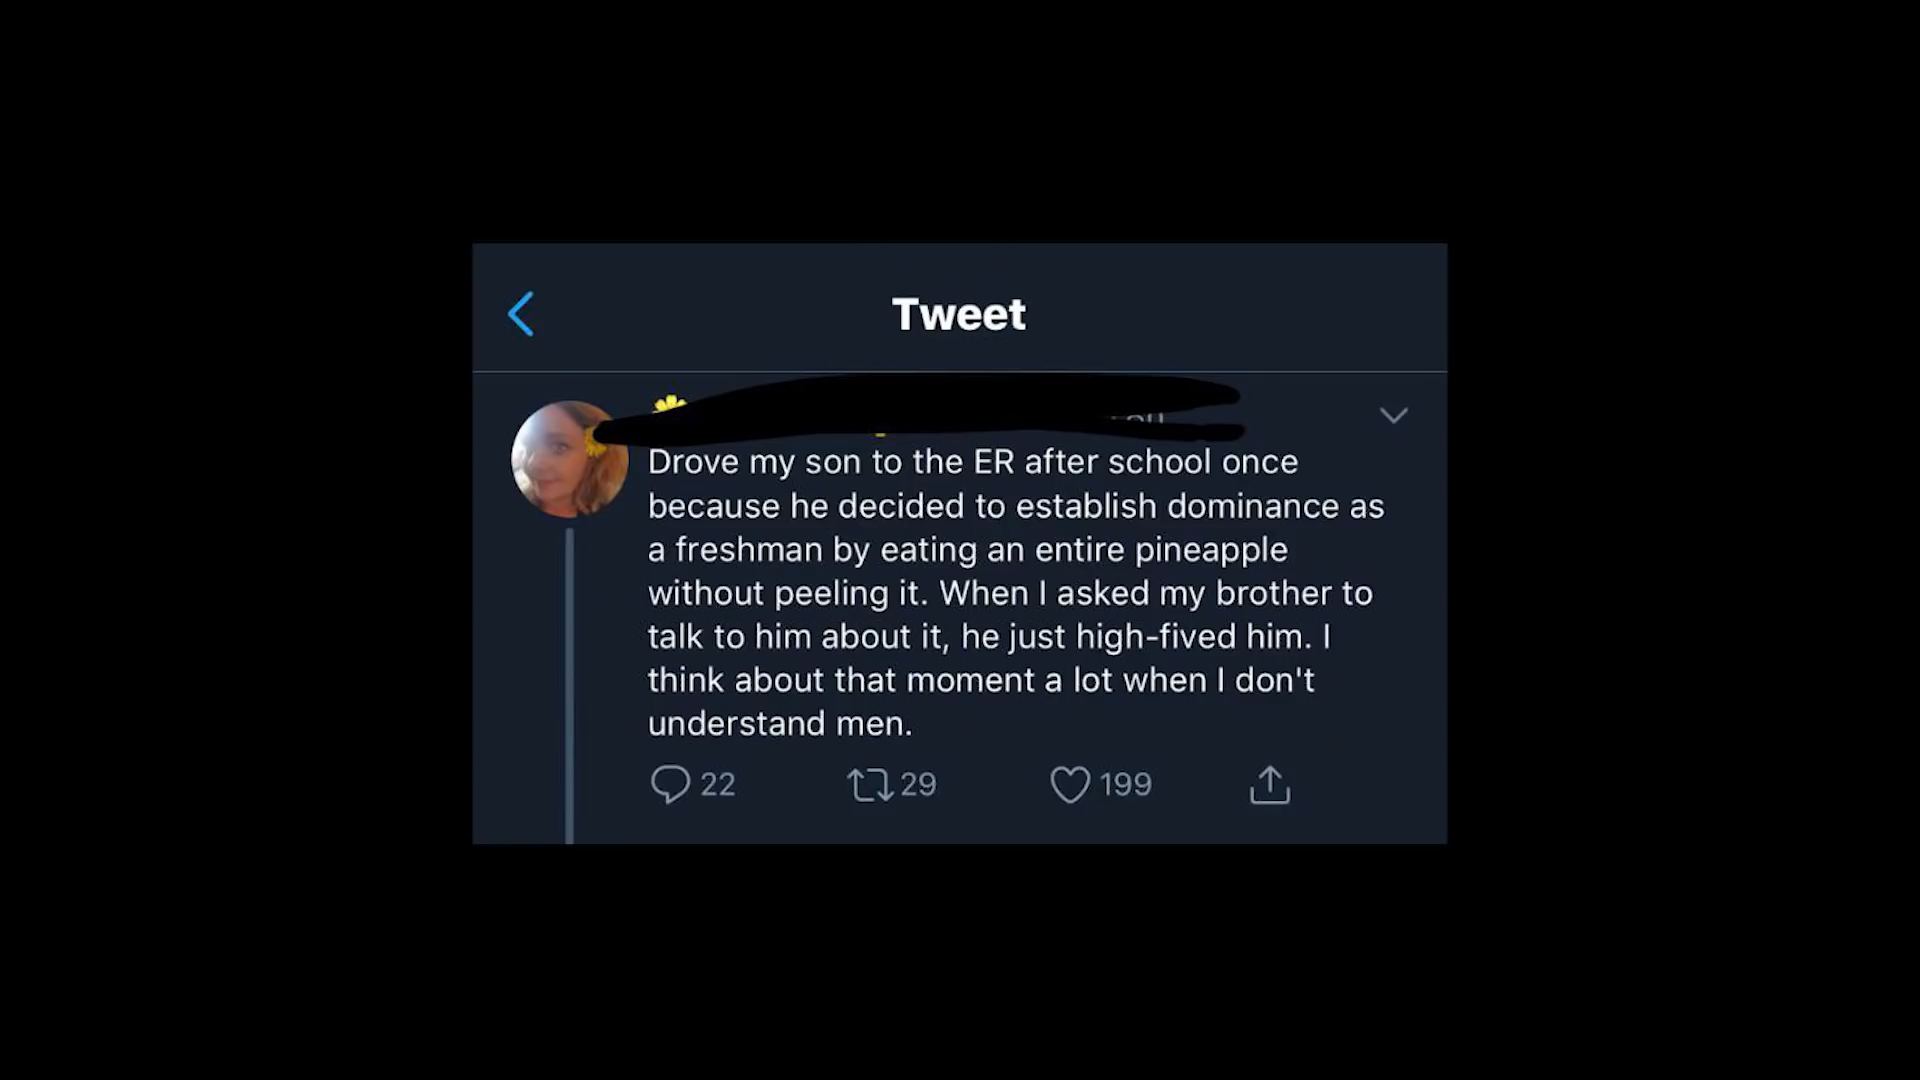 Tweet
Drove my son to the ER after school once
because he decided to establish dominance as
a freshman by eating an entire pineapple
without peeling it. When I asked my brother to
talk to him about it, he just high-fived him. I
think about that moment a lot when I don't
understand men.
22 29 199